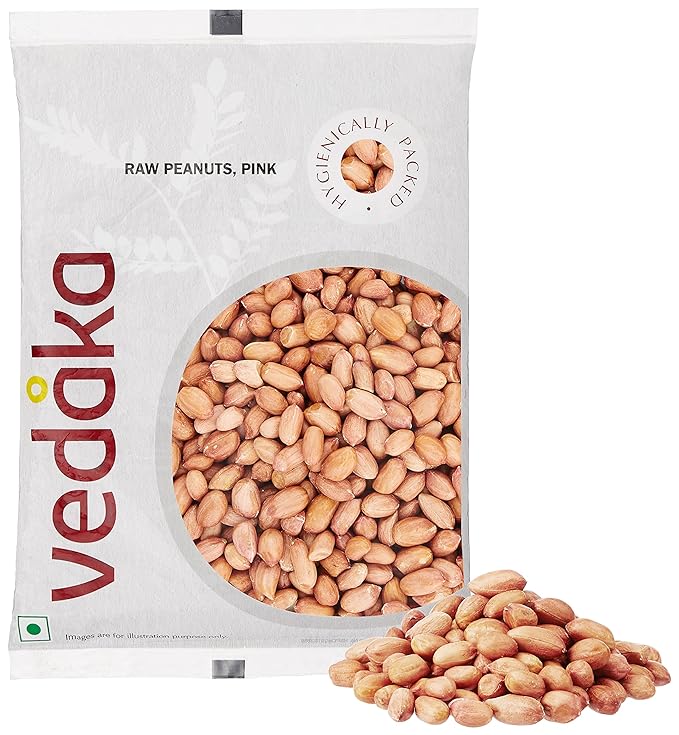 RAW PEANUTS, PINK
HYGIENICALLY PACKED •
vedaka
Images are for illustration purpose only.